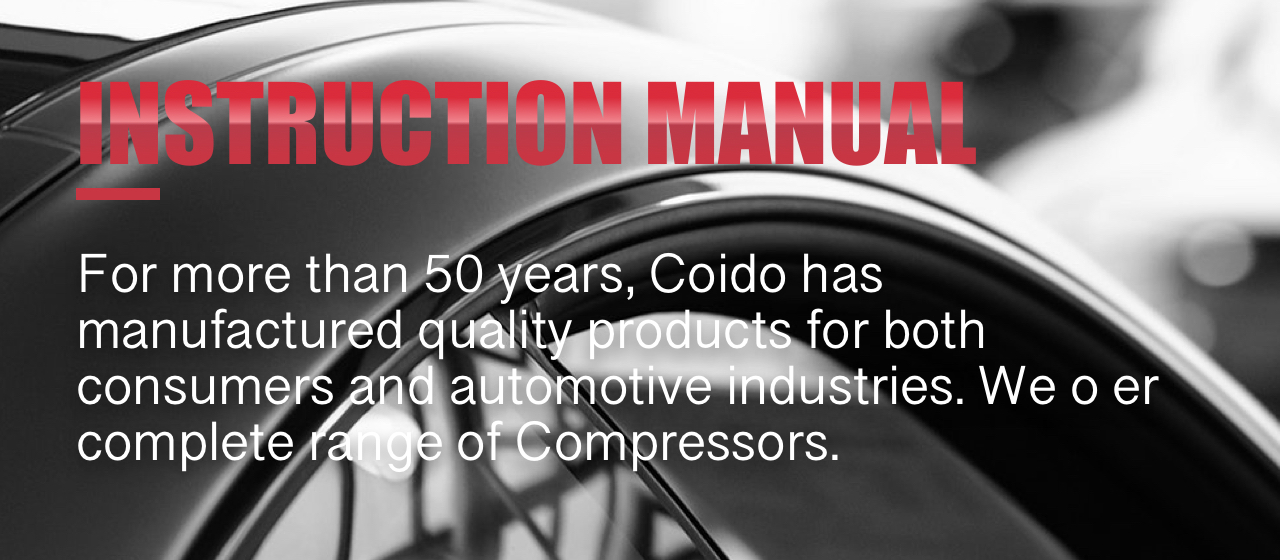 INSTRUCTION MANUAL
For more than 50 years, Coido has
manufactured quality products for both
consumers and automotive industries. We o er
complete range of Compressors.